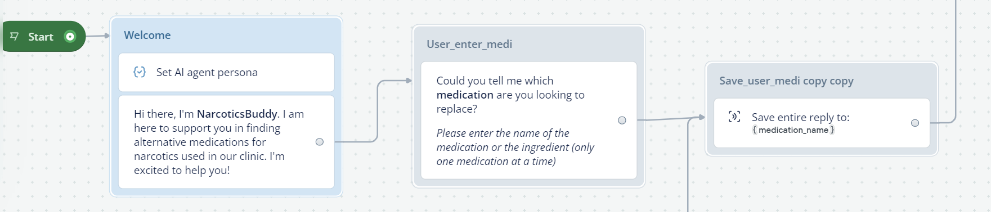 Start
Welcome
Set AI agent persona
Hi there, I'm NarcoticsBuddy. I am
here to support you in finding
alternative medications for
narcotics used in our clinic. I'm
excited to help you!
User_enter_medi
Could you tell me which
medication are you looking to
replace?
Please enter the name of the
medication or the ingredient (only
one medication at a time)
Save_user_medi copy copy
Save entire reply to:
{medication_name}